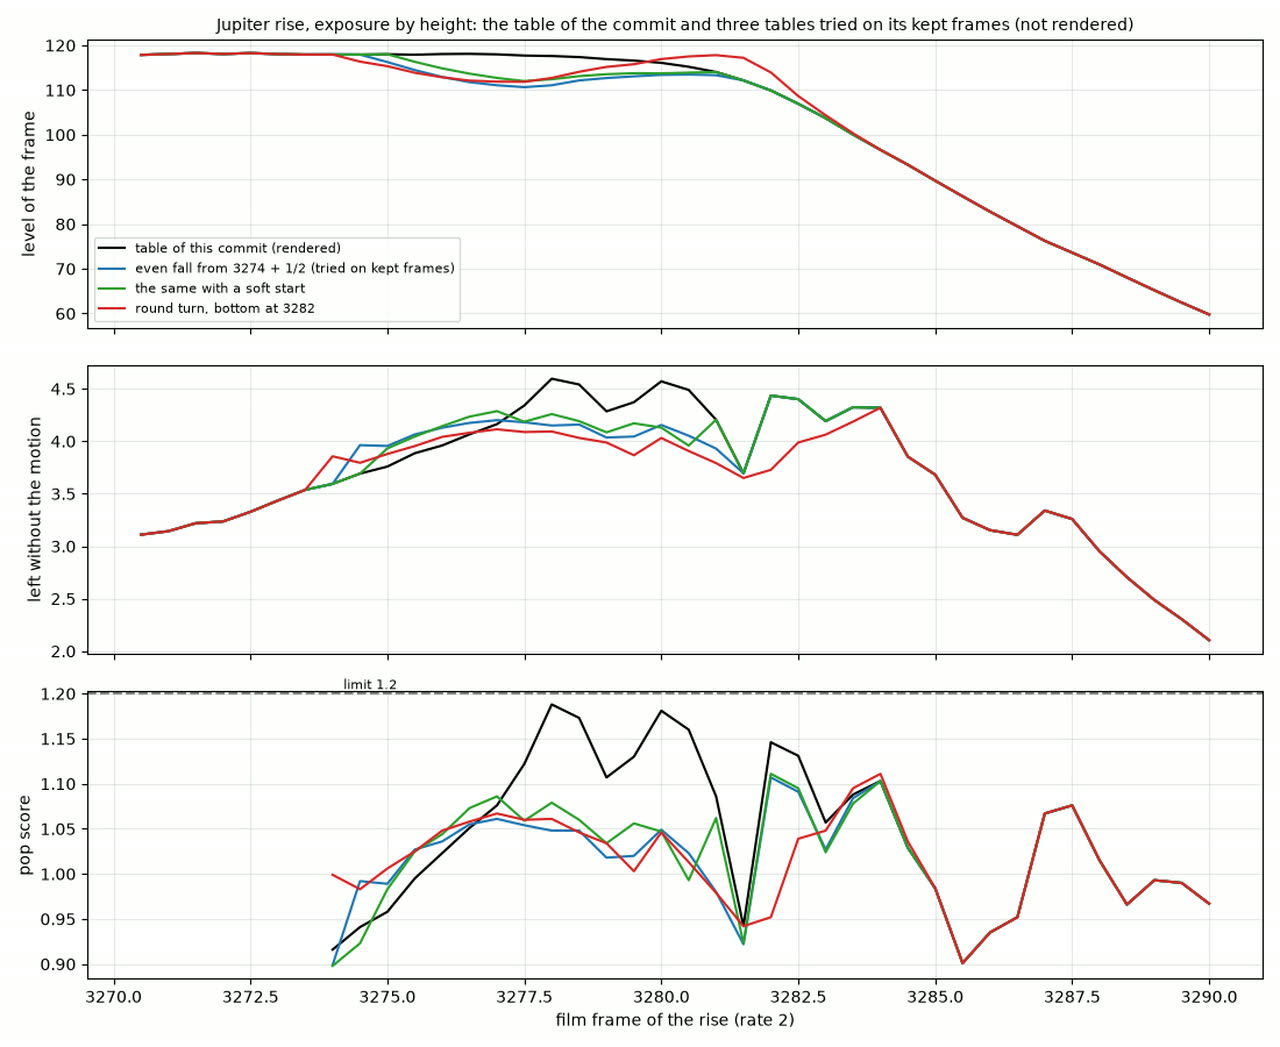 Jupiter rise, exposure by height: the table of the commit and three tables tried on its kept frames (not rendered)
level of the frame
120
110
100
90
80
70
60
table of this commit (rendered)
even fall from 3274 + 1/2 (tried on kept frames)
the same with a soft start
round turn, bottom at 3282
left without the motion
4.5
4.0
3.5
3.0
2.5
2.0
limit 1.2
pop score
1.20
1.15
1.10
1.05
1.00
0.95
0.90
3270.0 3272.5 3275.0 3277.5 3280.0 3282.5 3285.0 3287.5 3290.0
film frame of the rise (rate 2)